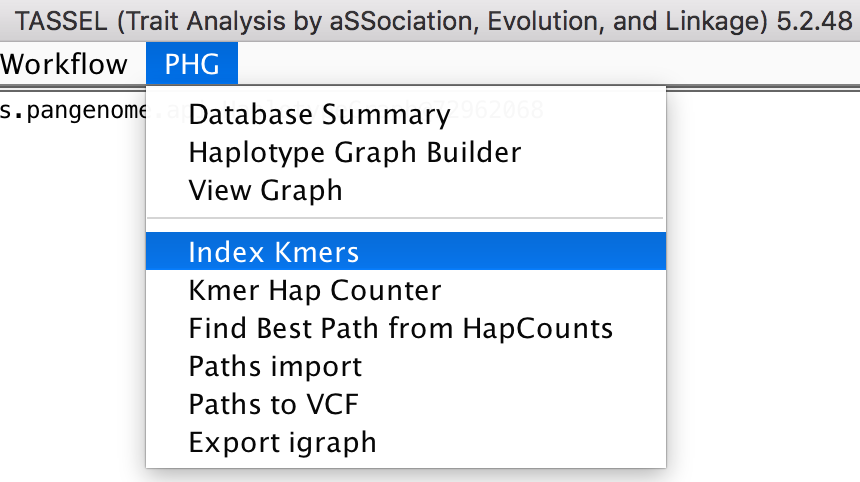 TASSEL (Trait Analysis by aSSociation, Evolution, and Linkage) 5.2.48
Workflow PHG
s.pangenome.
Database Summary
Haplotype Graph Builder
View Graph
Index Kmers
Kmer Hap Counter
Find Best Path from HapCounts
Paths import
Paths to VCF
Export igraph